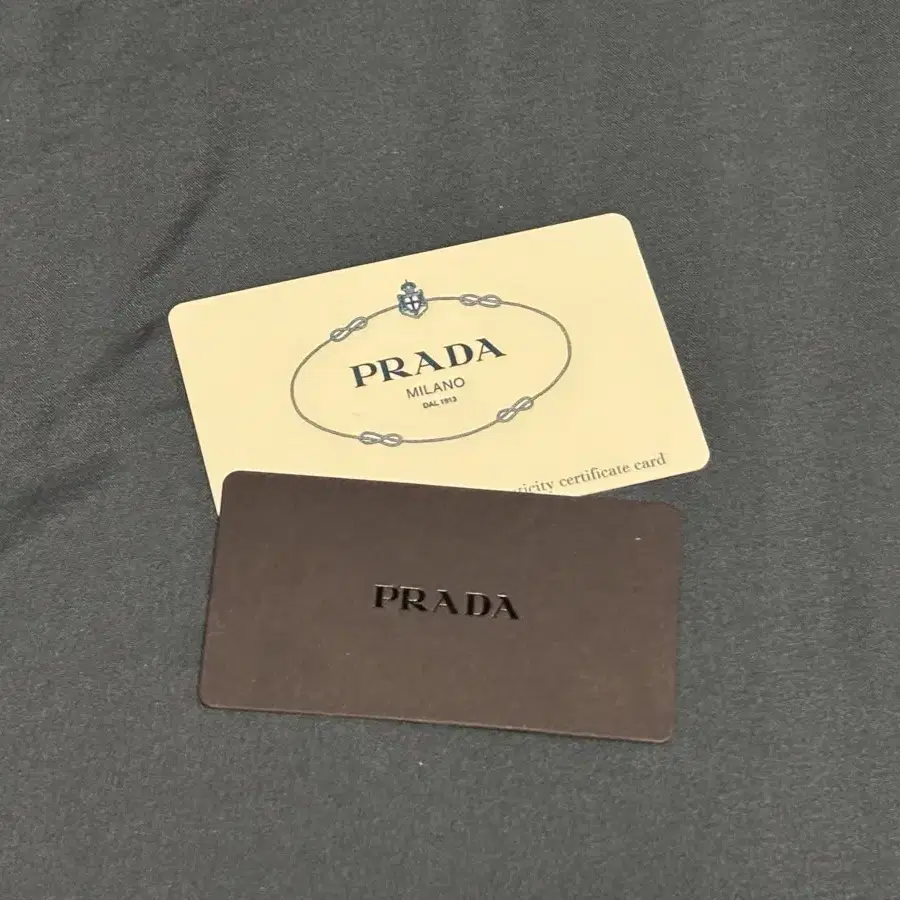 PRADA
MILANO
DAL 1913
certificate card
PRADA